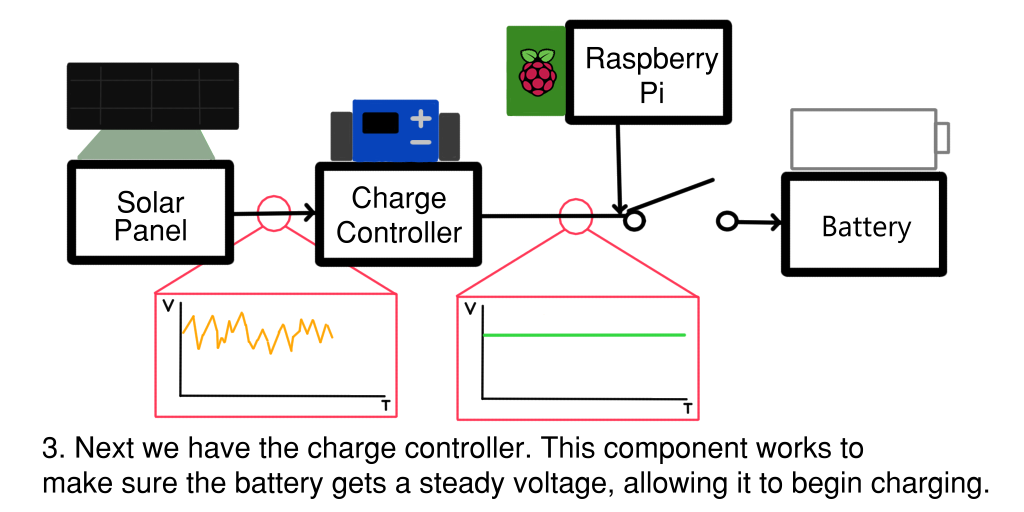 Raspberry
Pi
Solar
Panel
Charge
Controller
Battery
V
T
V
T
3. Next we have the charge controller. This component works to
make sure the battery gets a steady voltage, allowing it to begin charging.